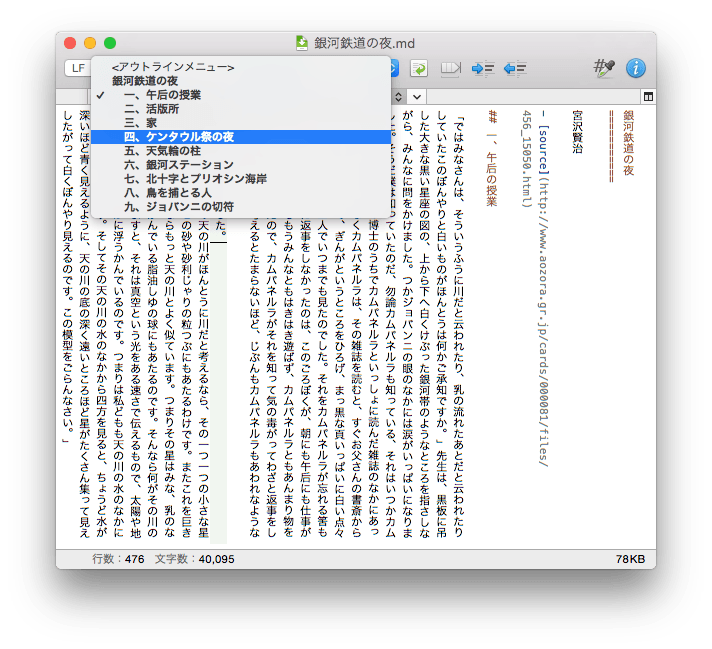 銀河鉄道の夜.md
LF
<アウトラインメニュー>
銀河鉄道の夜
✓ 一、午后の授業
二、活版所
三、家
四、ケンタウル祭の夜
五、天気輪の柱
六、銀河ステーション
七、北十字とプリオシン海岸
八、鳥を捕とる人
九、ジョバンニの切符
銀河鉄道の夜
==========
宮沢賢治
- [source](http://www.aozora.gr.jp/cards/000081/files/
456_15050.html)
## 一、午后の授業
「ではみなさんは、そういうふうに川だと云われたり、乳の流れたあとだと云われたり
していたこのぼんやりと白いものがほんとうは何かご承知ですか。」先生は、黒板に吊
した大きな黒い星座の図の、上から下へ白くけぶった銀河帯のようなところを指しな
がら、みんなに問をかけました。つかジョバンニの眼のなかには涙がいっぱいになりま
した。そうだ僕は知っていたのだ、勿論カムパネルラも知っている、それはいつかカム
博士のうちでカムパネルラといっしょに読んだ雑誌のなかにあっ
くカムパネルラは、その雑誌を読むと、すぐお父さんの書斎から
、ぎんがというところをひろげ、まっ黒な頁いっぱいに白い点々
人でいつまでも見たのでした。それをカムパネルラが忘れる筈も
返事をしなかったのは、このごろぼくが、朝にも午后にも仕事が
もうみんなともはきはき遊ばず、カムパネルラともあんまり物を
ので、カムパネルラがそれを知って気の毒がってわざと返事をし
えるとたまらないほど、じぶんもカムパネルラもあわれなような
た。
天の川がほんとうに川だと考えるなら、その一つ一つの小さな星
の砂や砂利じゃりの粒つぶにもあたるわけです。またこれを巨き
らもっと天の川とよく似ています。つまりその星はみな、乳のな
んでいる脂油しゆの球にもあたるのです。そんなら何がその川の
すと、それは真空という光をある速さで伝えるもので、太陽や地
に浮うかんでいるのです。つまりは私どもも天の川の水のなかに
。そしてその天の川の水のなかから四方を見ると、ちょうど水が
深いほど青く見えるように、天の川の底の深く遠いところほど星がたくさん集って見え
したがって白くぼんやり見えるのです。この模型をごらんなさい。」
行数：476 文字数：40,095
78KB